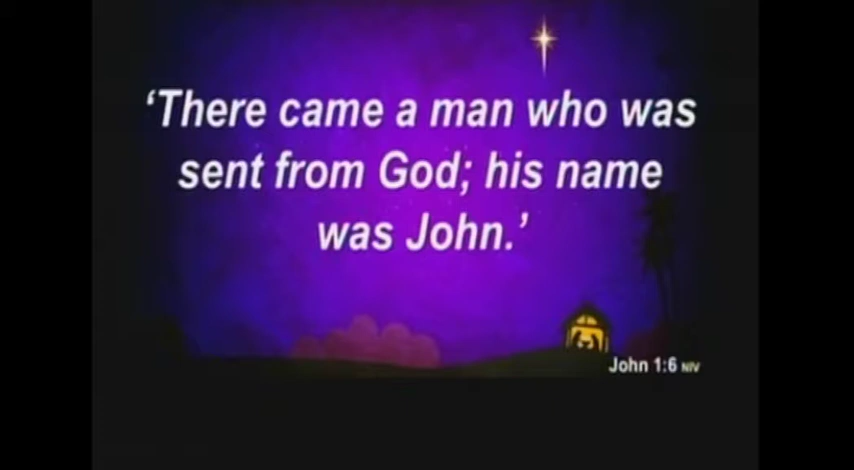 ‘There came a man who was
sent from God; his name
was John.’
John 1:6 NIV